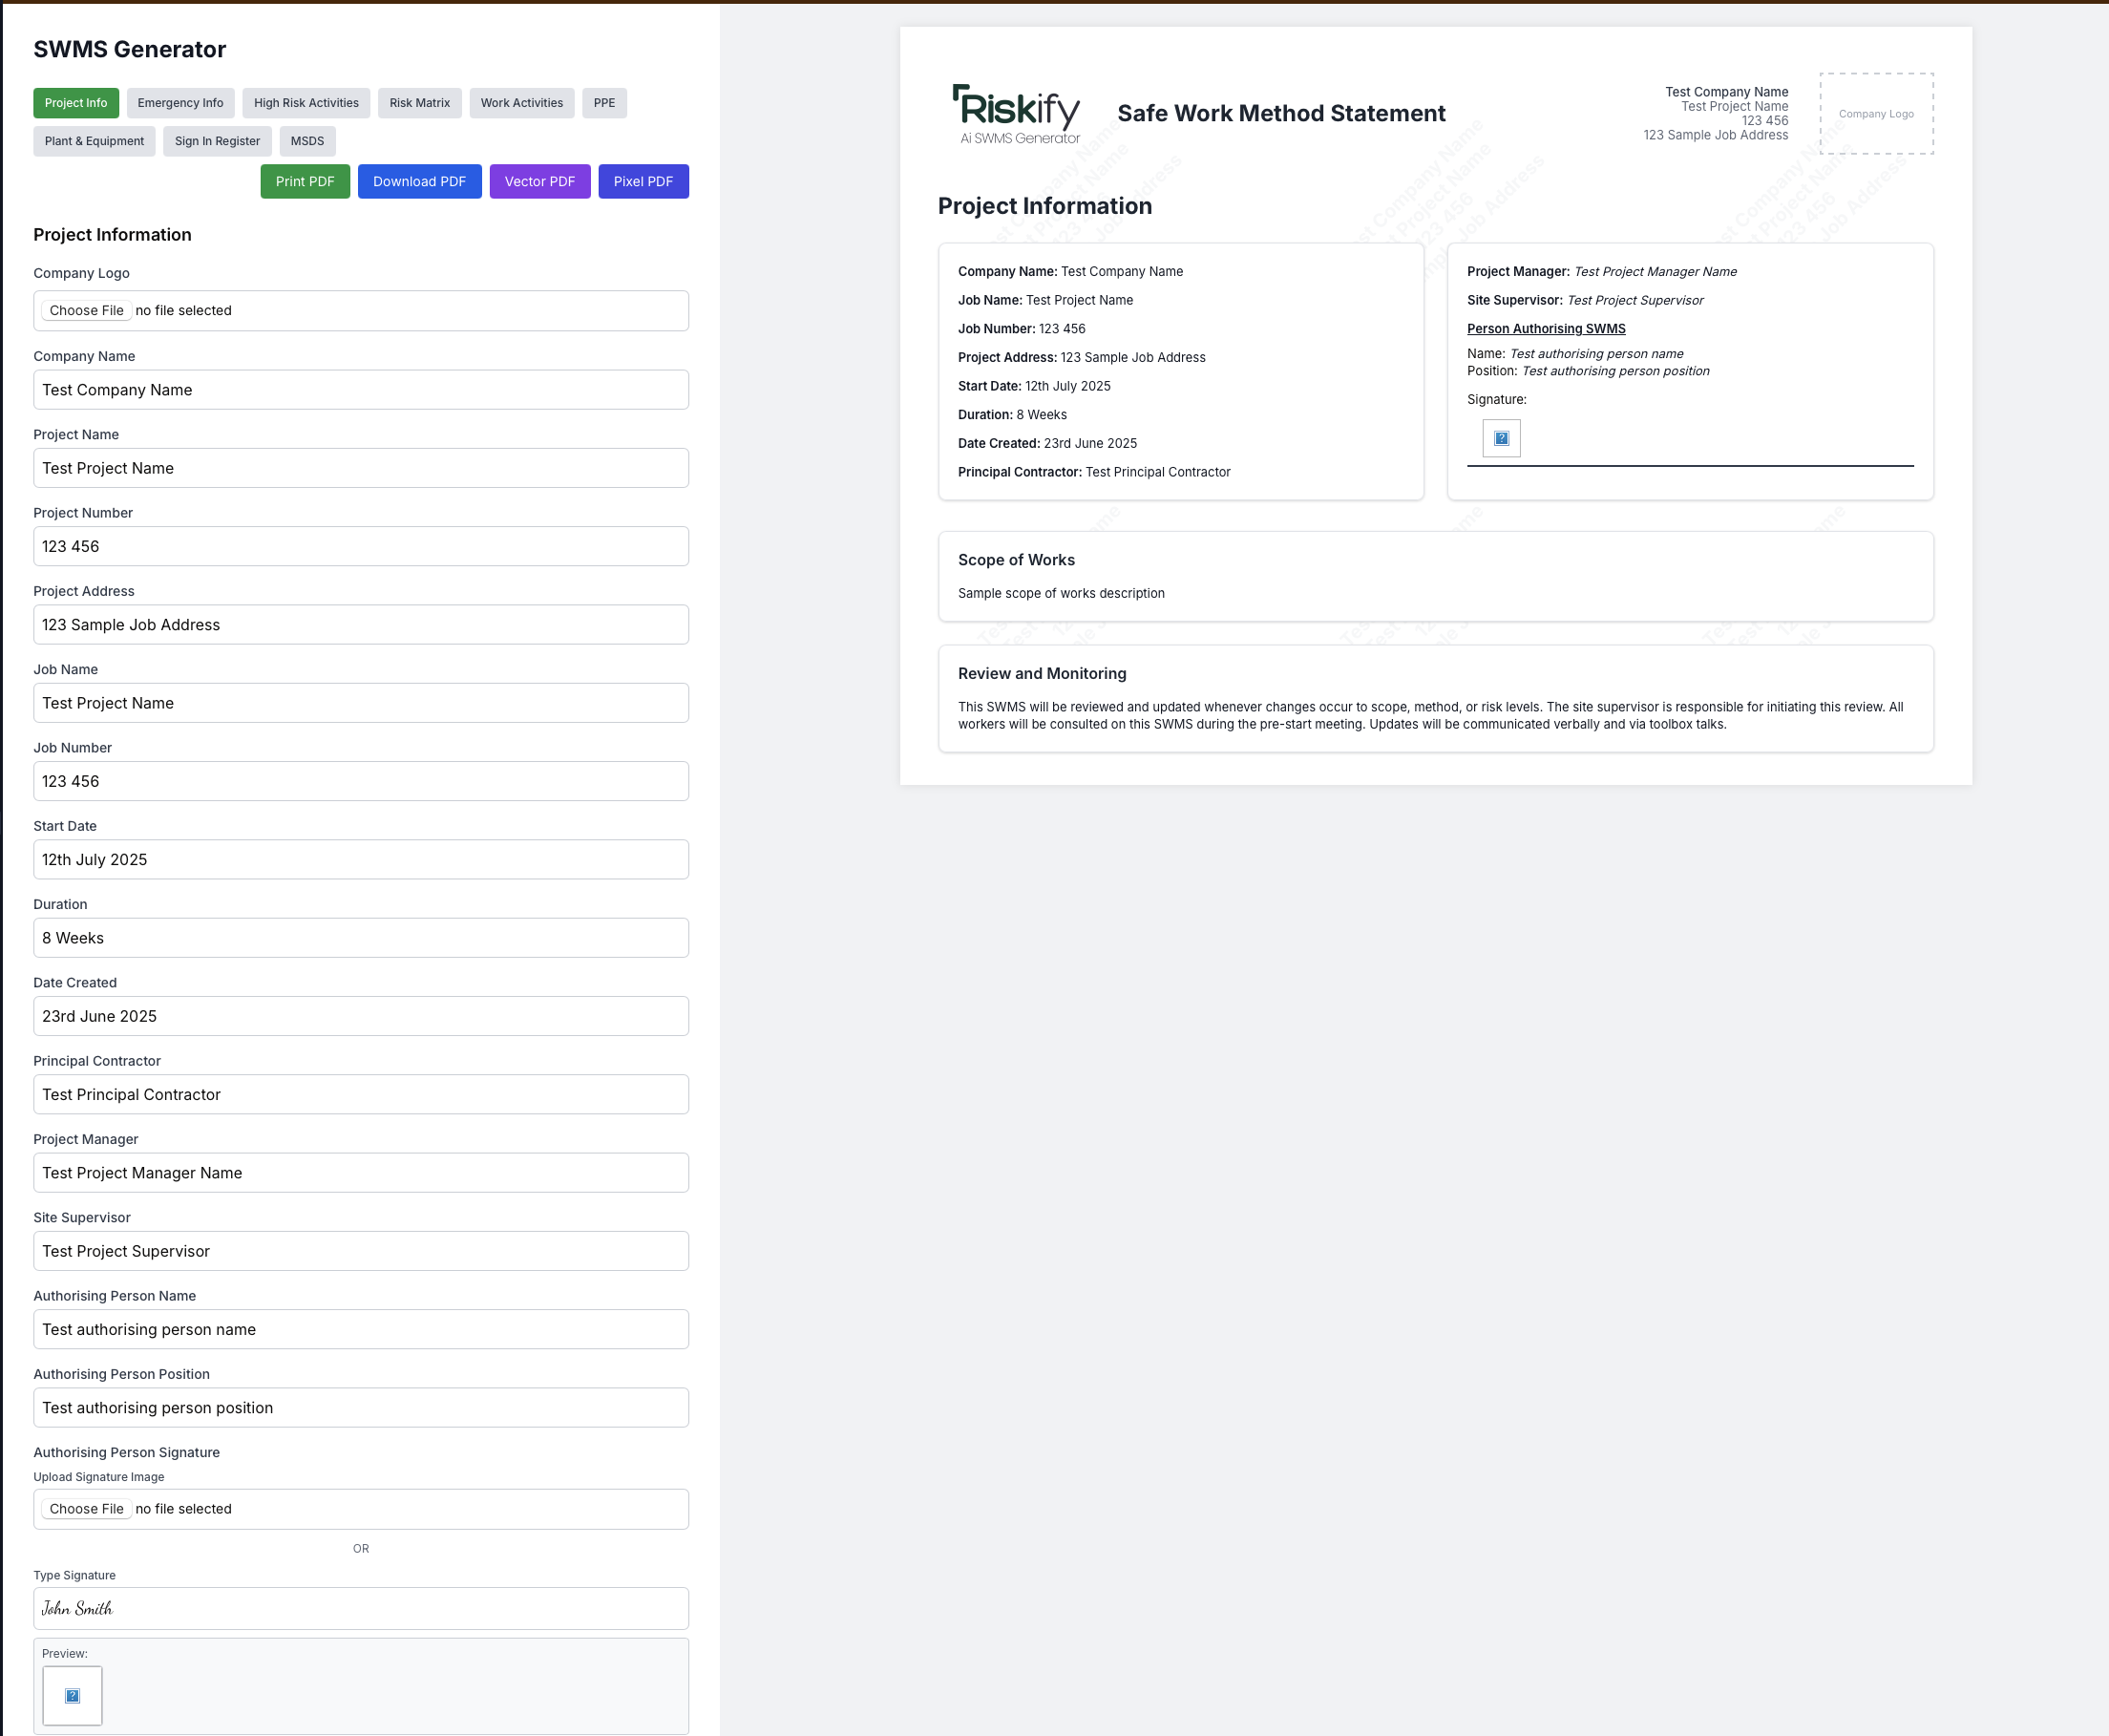 SWMS Generator
Project Info
Emergency Info
High Risk Activities
Risk Matrix
Work Activities
PPE
Plant & Equipment
Sign In Register
MSDS
Print PDF
Download PDF
Vector PDF
Pixel PDF
Project Information
Company Logo
Choose File no file selected
Company Name
Test Company Name
Project Name
Test Project Name
Project Number
123 456
Project Address
123 Sample Job Address
Job Name
Test Project Name
Job Number
123 456
Start Date
12th July 2025
Duration
8 Weeks
Date Created
23rd June 2025
Principal Contractor
Test Principal Contractor
Project Manager
Test Project Manager Name
Site Supervisor
Test Project Supervisor
Authorising Person Name
Test authorising person name
Authorising Person Position
Test authorising person position
Authorising Person Signature
Upload Signature Image
Choose File no file selected
OR
Type Signature
John Smith
Preview:
Riskify
Ai SWMS Generator
Safe Work Method Statement
Test Company Name
Test Project Name
123 456
123 Sample Job Address
Company Logo
Project Information
Company Name: Test Company Name
Job Name: Test Project Name
Job Number: 123 456
Project Address: 123 Sample Job Address
Start Date: 12th July 2025
Duration: 8 Weeks
Date Created: 23rd June 2025
Principal Contractor: Test Principal Contractor
Project Manager: Test Project Manager Name
Site Supervisor: Test Project Supervisor
Person Authorising SWMS
Name: Test authorising person name
Position: Test authorising person position
Signature:
Scope of Works
Sample scope of works description
Review and Monitoring
This SWMS will be reviewed and updated whenever changes occur to scope, method, or risk levels. The site supervisor is responsible for initiating this review. All
workers will be consulted on this SWMS during the pre-start meeting. Updates will be communicated verbally and via toolbox talks.